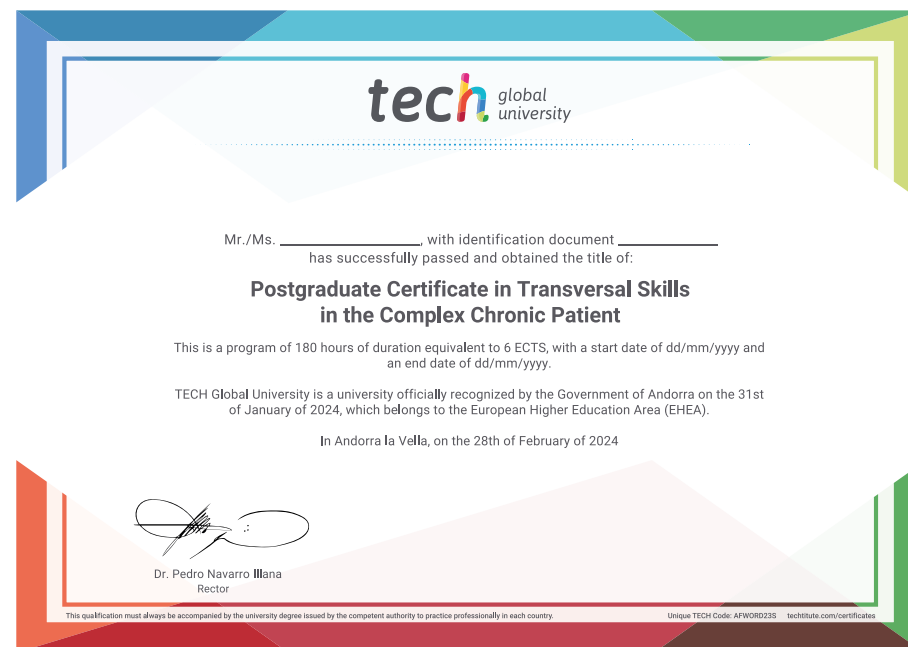 tech global university
Mr./Ms. ____________________, with identification document ______________
has successfully passed and obtained the title of:
Postgraduate Certificate in Transversal Skills
in the Complex Chronic Patient
This is a program of 180 hours of duration equivalent to 6 ECTS, with a start date of dd/mm/yyyy and
an end date of dd/mm/yyyy.
TECH Global University is a university officially recognized by the Government of Andorra on the 31st
of January of 2024, which belongs to the European Higher Education Area (EHEA).
In Andorra la Vella, on the 28th of February of 2024
Dr. Pedro Navarro Illana
Rector
This qualification must always be accompanied by the university degree issued by the competent authority to practice professionally in each country.
Unique TECH Code: AFWORD23S techtitute.com/certificates